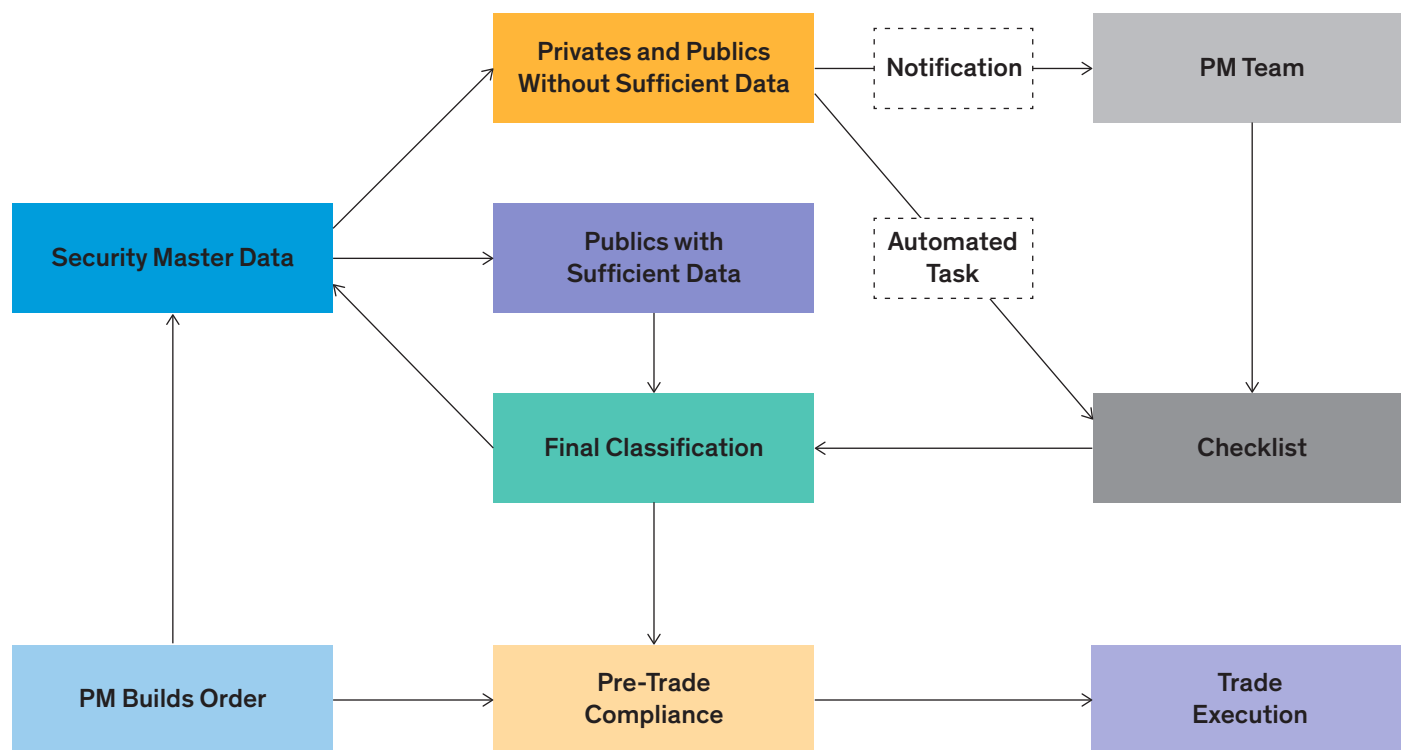 Privates and Publics
Without Sufficient Data
Notification
PM Team
Security Master Data
Publics with
Sufficient Data
Automated
Task
Final Classification
Checklist
PM Builds Order
Pre-Trade
Compliance
Trade
Execution